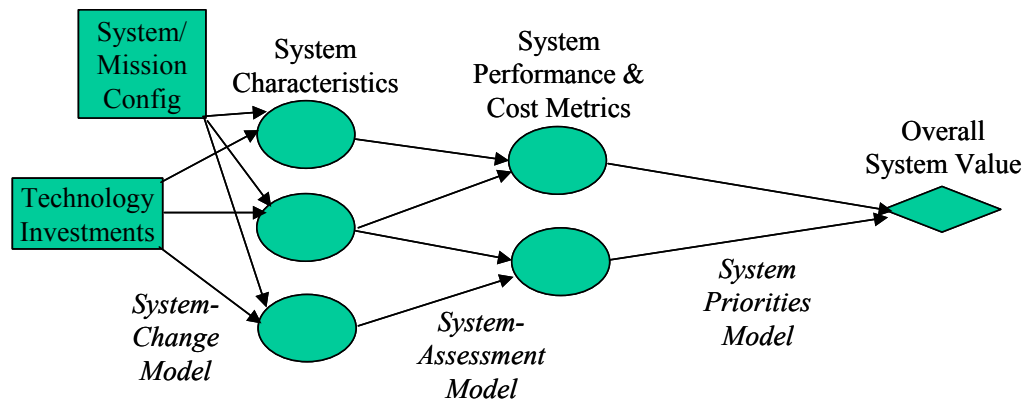 System/
Mission
Config
System
Characteristics
System
Performance &
Cost Metrics
Overall
System Value
Technology
Investments
System-
Change
Model
System-
Assessment
Model
System
Priorities
Model